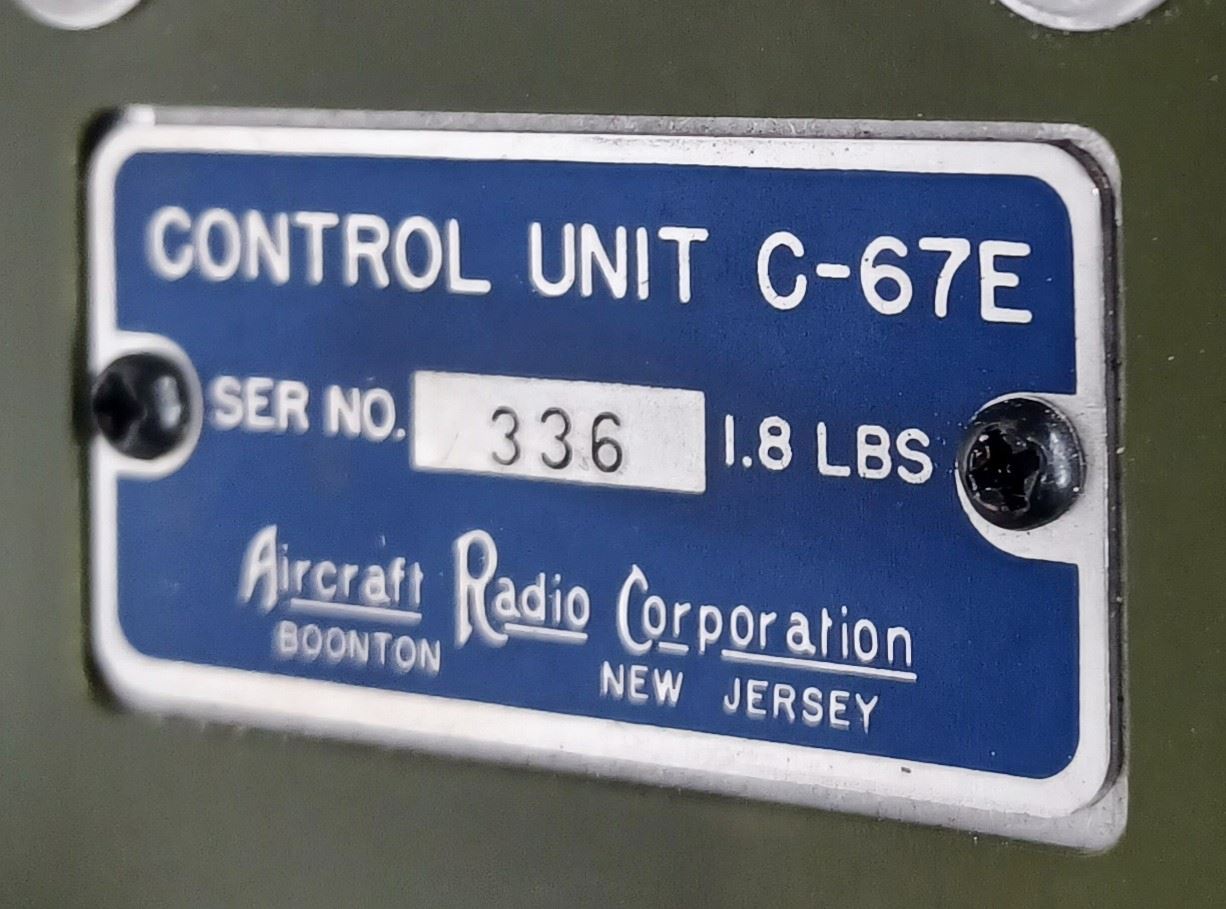 CONTROL UNIT C-67E
SER NO. 336 1.8 LBS
Aircraft Radio Corporation
BOONTON NEW JERSEY